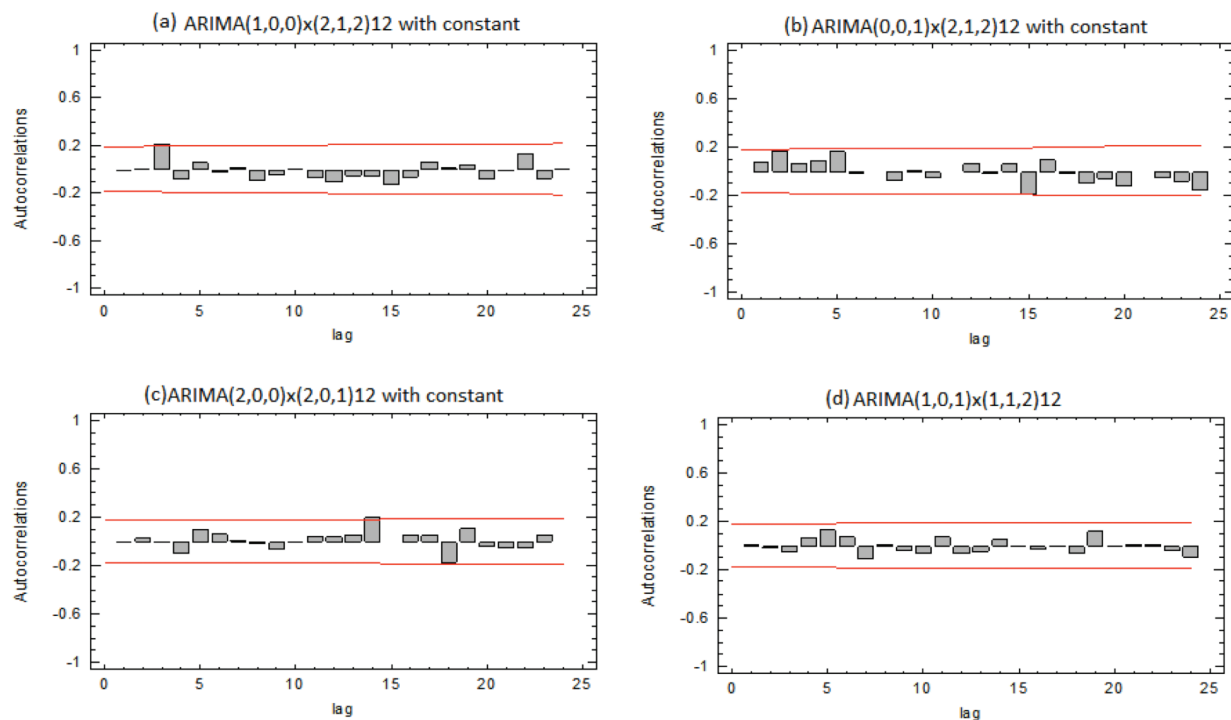 (a) ARIMA(1,0,0)x(2,1,2)12 with constant
1
0.6
0.2
-0.2
-0.6
-1
Autocorrelations
0 5 10 15 20 25
lag
(b) ARIMA(0,0,1)x(2,1,2)12 with constant
1
0.6
0.2
-0.2
-0.6
-1
Autocorrelations
0 5 10 15 20 25
lag
(c)ARIMA(2,0,0)x(2,0,1)12 with constant
1
0.6
0.2
-0.2
-0.6
-1
Autocorrelations
0 5 10 15 20 25
lag
(d) ARIMA(1,0,1)x(1,1,2)12
1
0.6
0.2
-0.2
-0.6
-1
Autocorrelations
0 5 10 15 20 25
lag